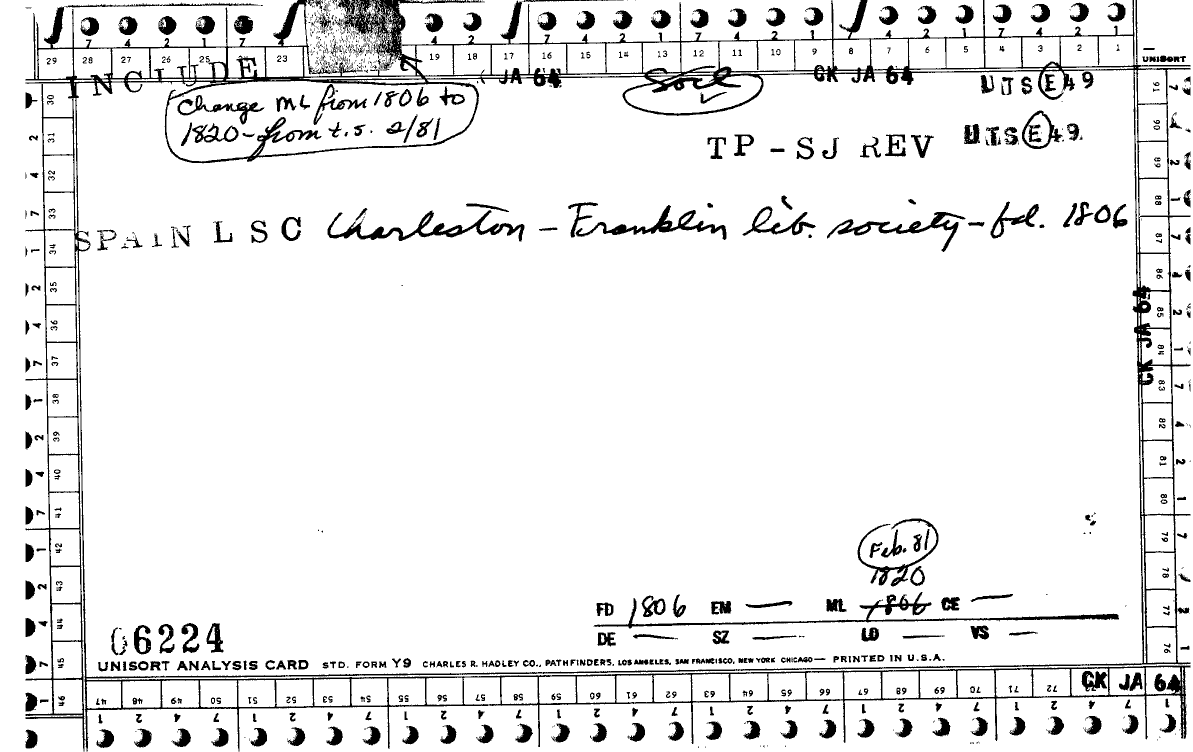 7 4 2 1 7 4 4 2 1 7 4 2 1 7 4 2 1 7 4 2 1 7 4 2 1
29 28 27 26 25 23 19 18 17 16 15 14 13 12 11 10 9 8 7 6 5 4 3 2 1
UNISORT
INCLUDE
JA 64
Socl
CK JA 64
UTS E 49
Change ML from 1806 to
1820 - from t.s. 2/81
TP - SJ REV
UTS E 49
SPAIN L S C Charleston - Franklin lib. society - fd. 1806
30
31
32
33
34
35
36
37
38
39
40
41
42
43
44
45
46
91
90
89
88
87
86
85
84
83
82
81
80
79
78
77
76
CK JA 64
Feb. 81
1820
FD 1806 EM — ML 1806 CE —
DE — SZ — LD — VS —
06224
UNISORT ANALYSIS CARD STD. FORM Y9 CHARLES R. HADLEY CO., PATHFINDERS, LOS ANGELES, SAN FRANCISCO, NEW YORK CHICAGO — PRINTED IN U.S.A.
CK JA 64
47 48 49 50 51 52 53 54 55 56 57 58 59 60 61 62 63 64 65 66 67 68 69 70 71 72
1 2 4 7 1 2 4 7 1 2 4 7 1 2 4 7 1 2 4 7 1 2 4 7 1 2 4 7 1